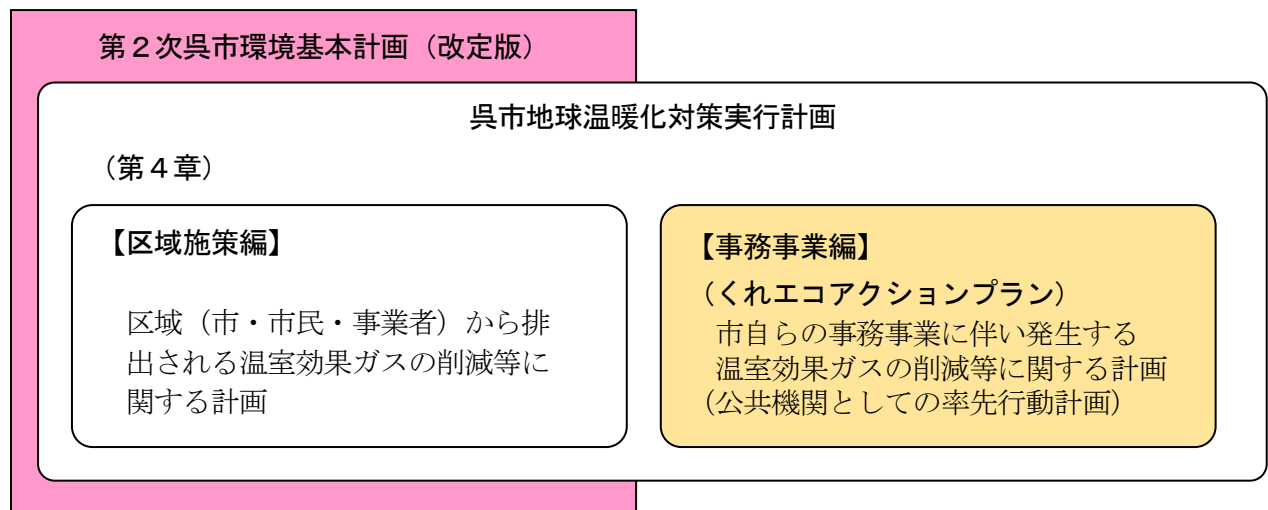 第２次呉市環境基本計画（改定版）
呉市地球温暖化対策実行計画
（第４章）
【区域施策編】
区域（市・市民・事業者）から排
出される温室効果ガスの削減等に
関する計画
【事務事業編】
（くれエコアクションプラン）
市自らの事務事業に伴い発生する
温室効果ガスの削減等に関する計画
（公共機関としての率先行動計画）